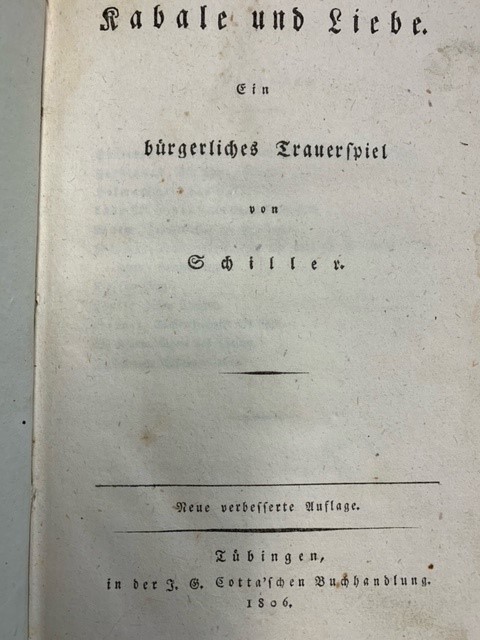 Kabale und Liebe.
Ein
bürgerliches Trauerſpiel
von
Schiller.
Neue verbeſſerte Auflage.
Tübingen,
in der J. G. Cotta'ſchen Buchhandlung.
1806.